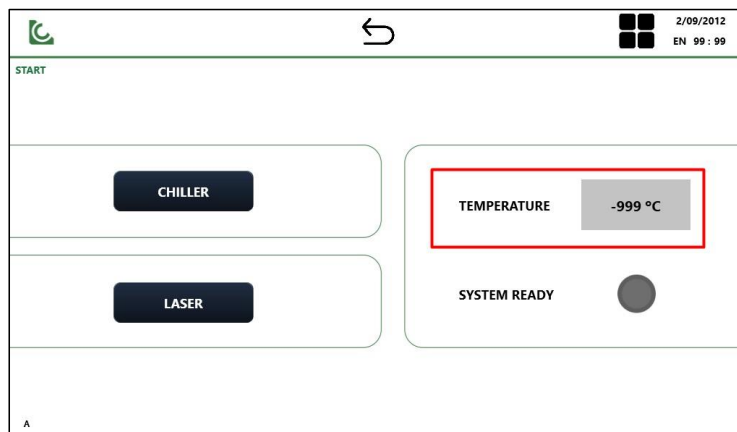 2/09/2012
EN 99 : 99
START
CHILLER
TEMPERATURE -999 °C
LASER
SYSTEM READY
A